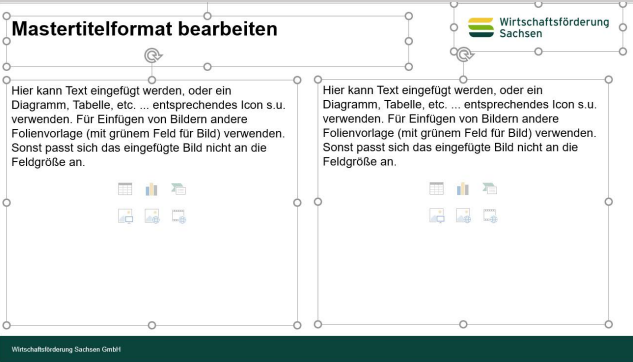 Mastertitelformat bearbeiten
Wirtschaftsförderung
Sachsen
Hier kann Text eingefügt werden, oder ein
Diagramm, Tabelle, etc. ... entsprechendes Icon s.u.
verwenden. Für Einfügen von Bildern andere
Folienvorlage (mit grünem Feld für Bild) verwenden.
Sonst passt sich das eingefügte Bild nicht an die
Feldgröße an.
Hier kann Text eingefügt werden, oder ein
Diagramm, Tabelle, etc. ... entsprechendes Icon s.u.
verwenden. Für Einfügen von Bildern andere
Folienvorlage (mit grünem Feld für Bild) verwenden.
Sonst passt sich das eingefügte Bild nicht an die
Feldgröße an.
Wirtschaftsförderung Sachsen GmbH